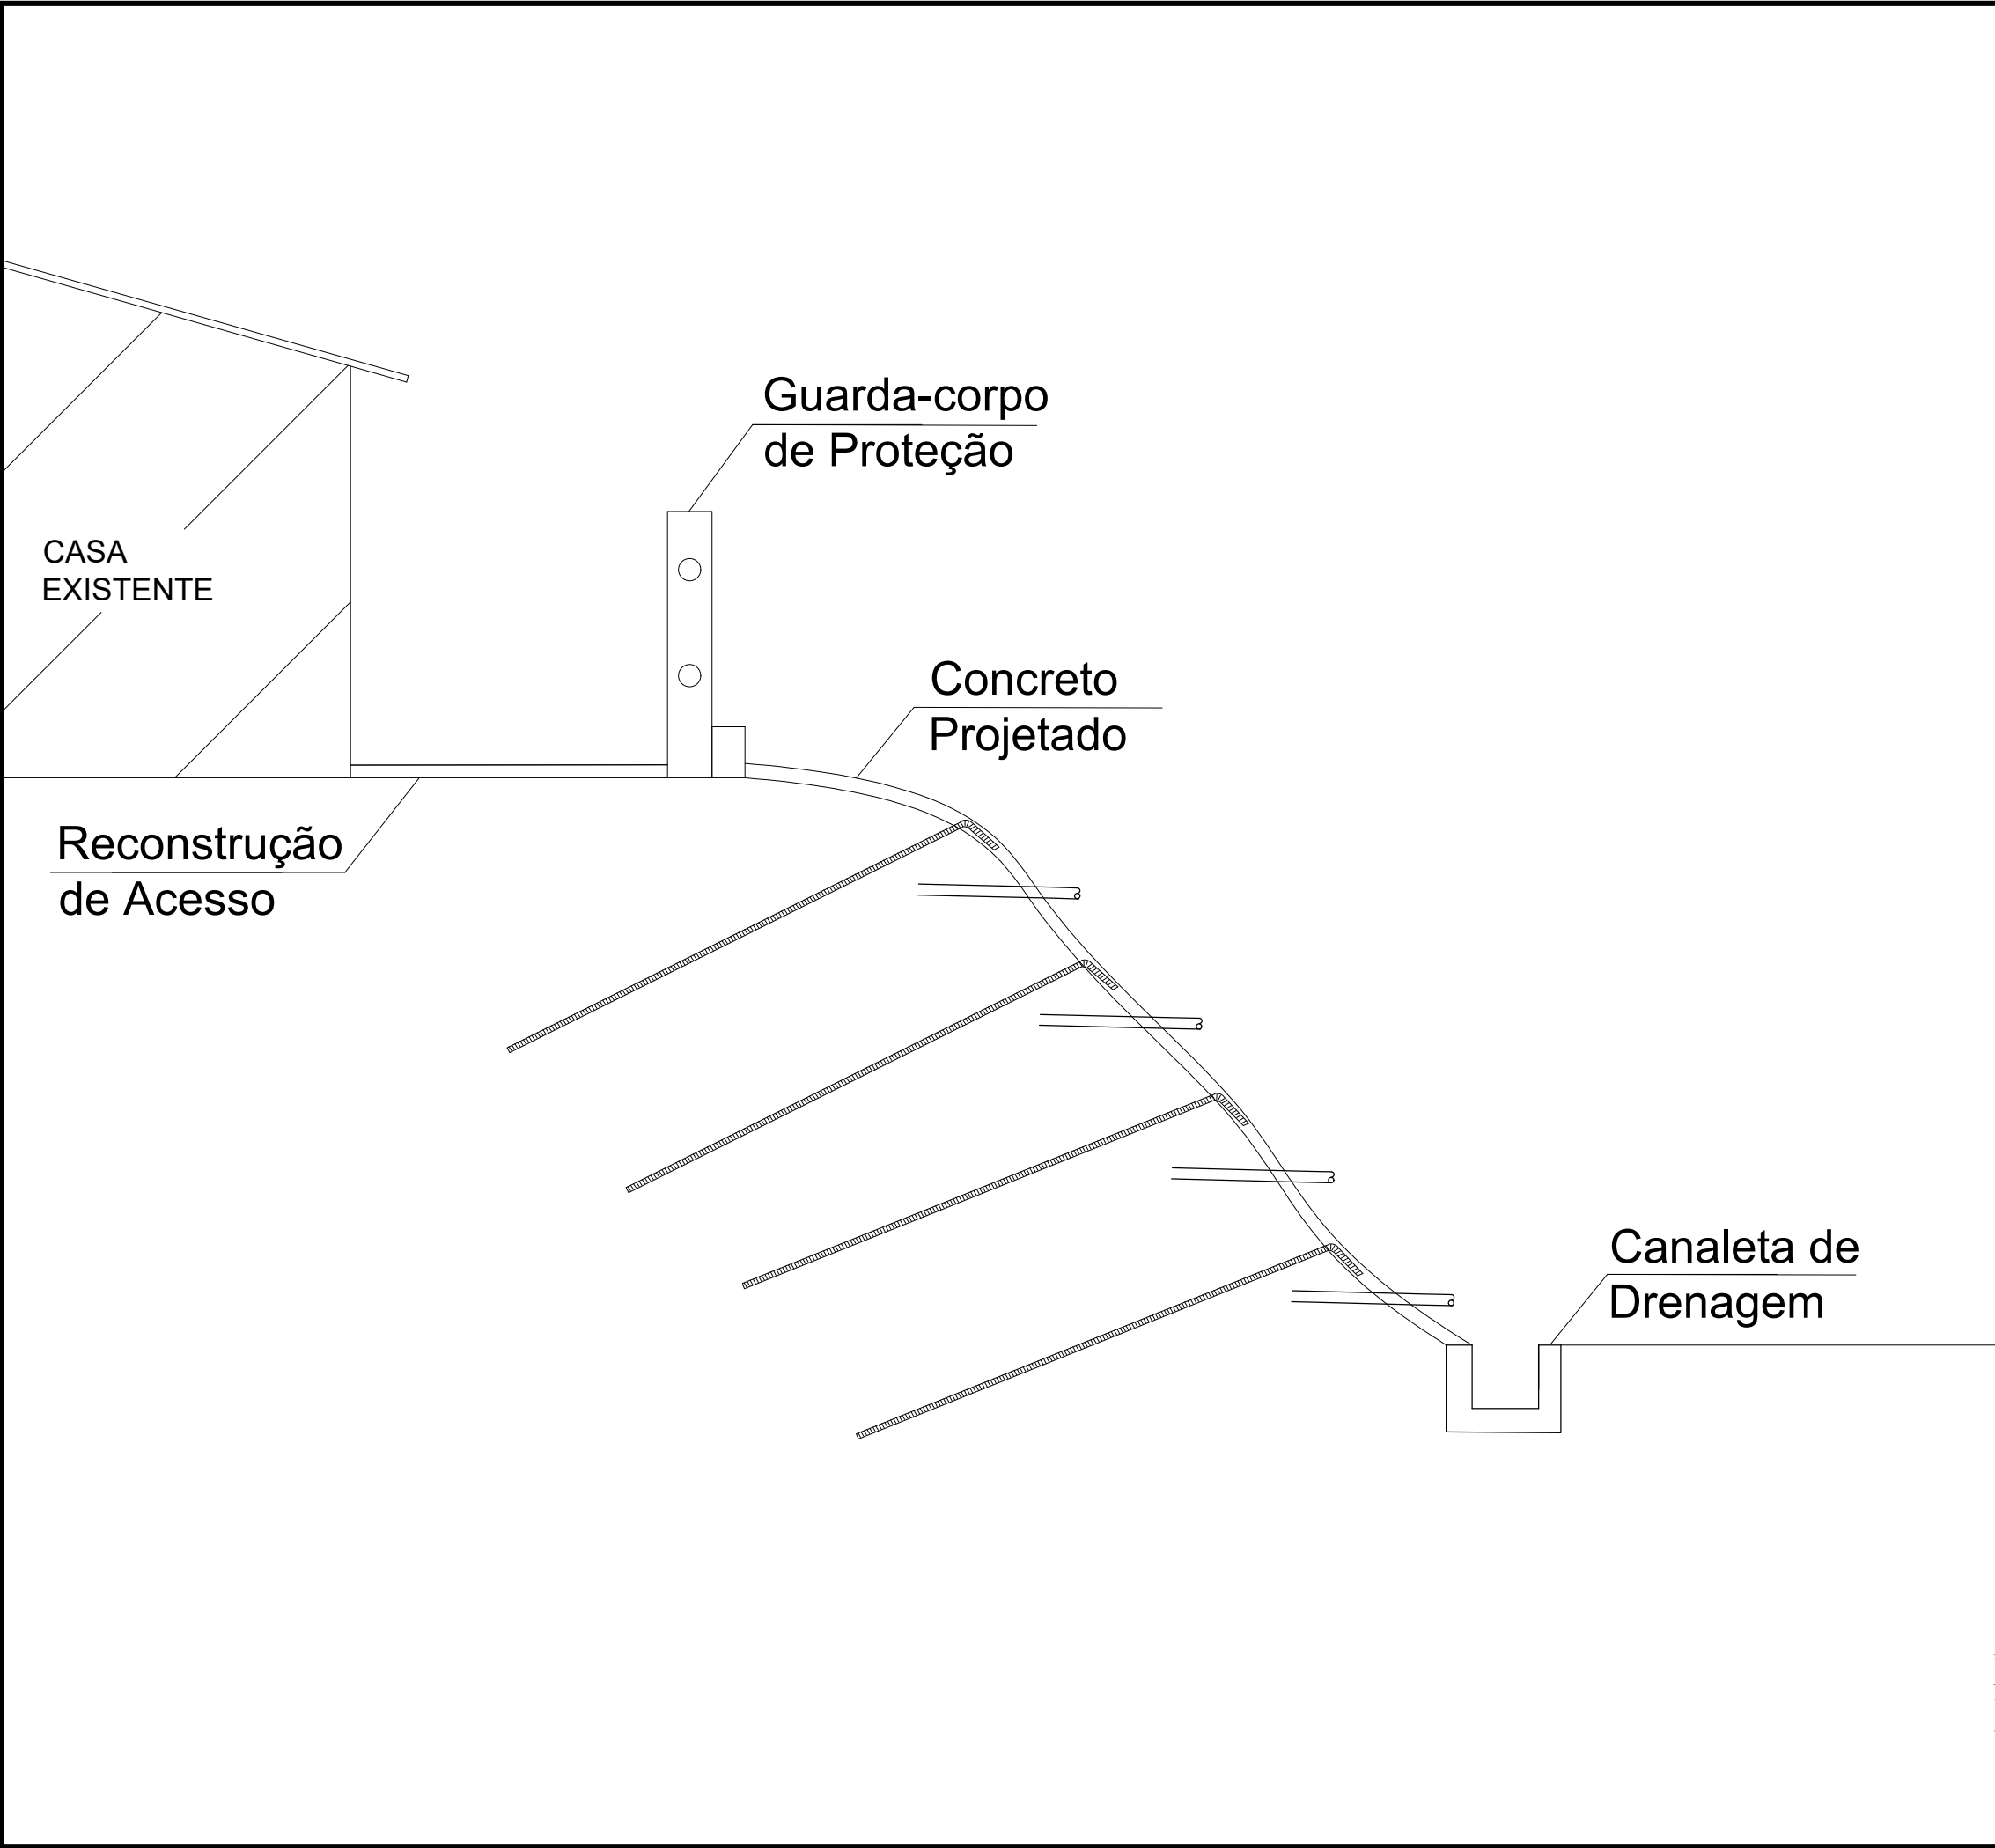 Guarda-corpo
de Proteção
CASA
EXISTENTE
Concreto
Projetado
Reconstrução
de Acesso
Canaleta de
Drenagem